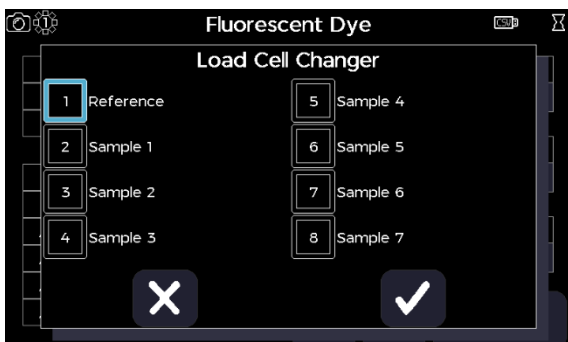 1
Fluorescent Dye
CSV
Load Cell Changer
1 Reference
2 Sample 1
3 Sample 2
4 Sample 3
5 Sample 4
6 Sample 5
7 Sample 6
8 Sample 7